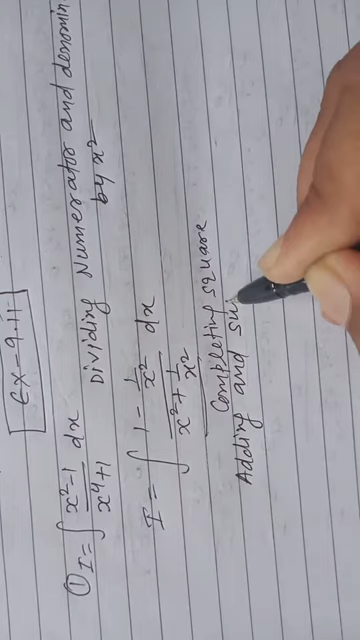 Ex-9.11
① I = ∫ x²-1 / x⁴+1 dx Dividing Numerator and denomin
by x²
I = ∫ 1 - 1/x² / x² + 1/x² dx
Completing square
Adding and